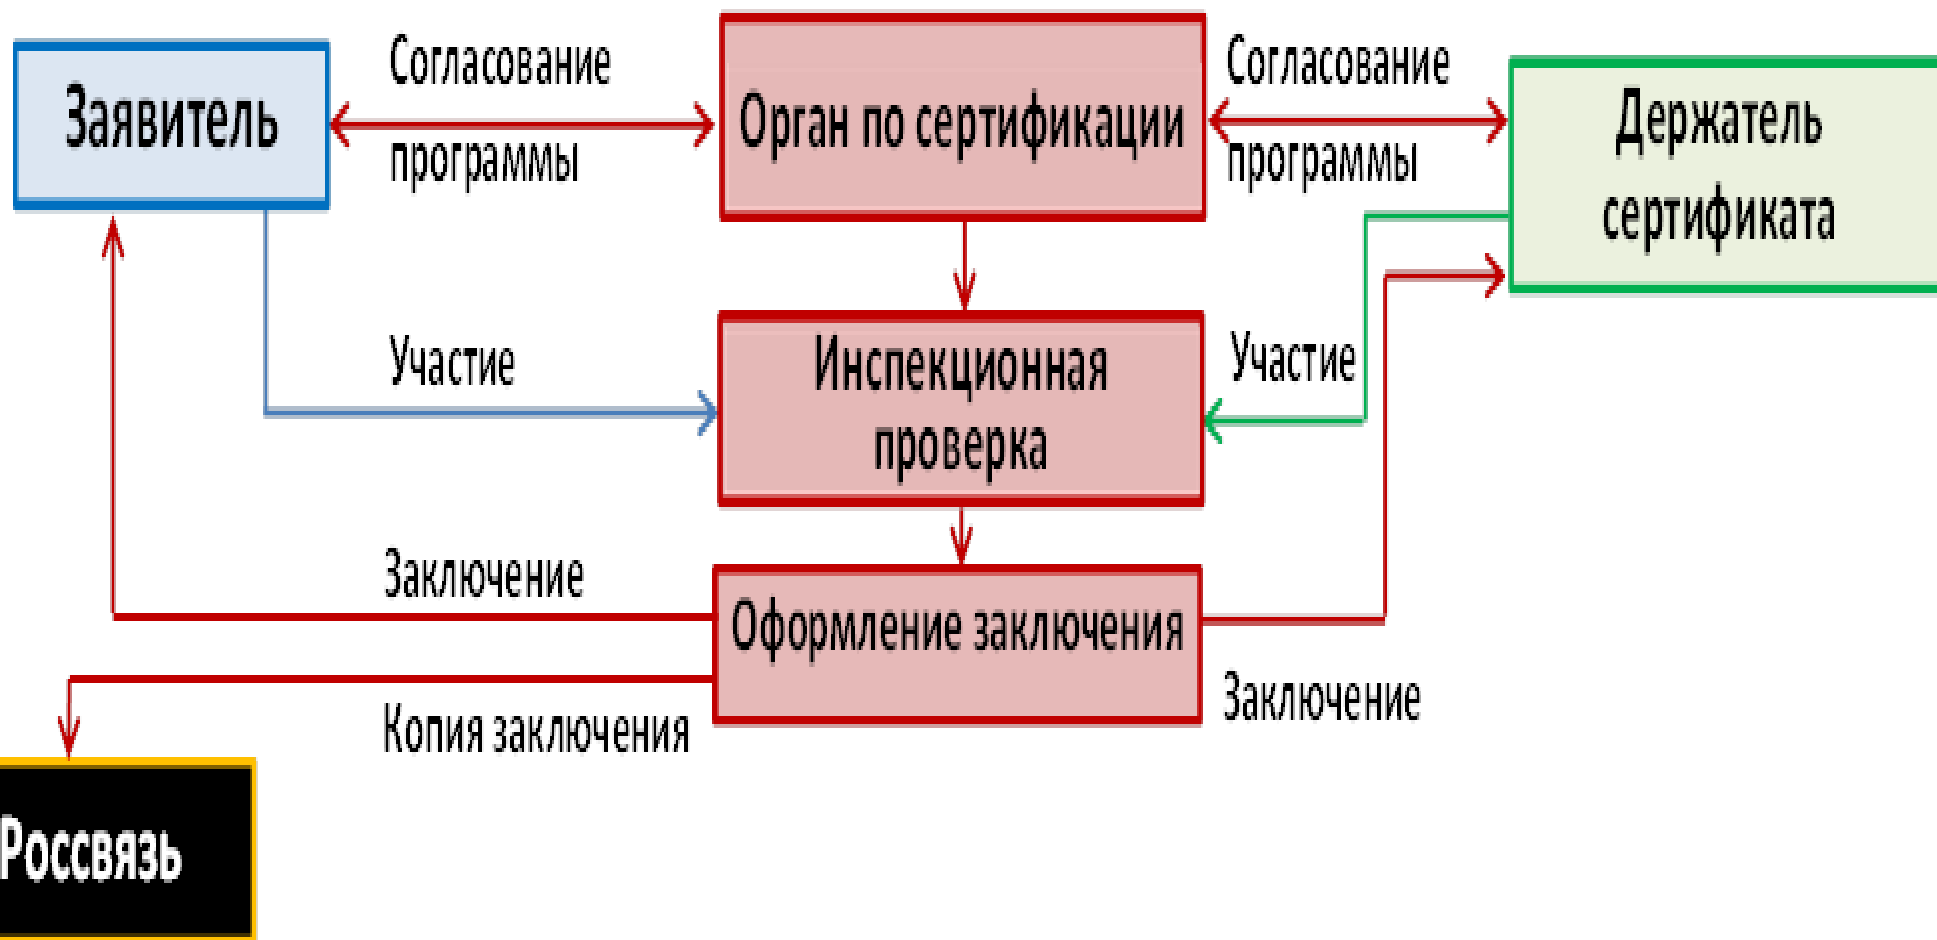 Заявитель
Согласование
программы
Орган по сертификации
Согласование
программы
Держатель
сертификата
Участие
Инспекционная
проверка
Участие
Заключение
Оформление заключения
Заключение
Копия заключения
Россвязь